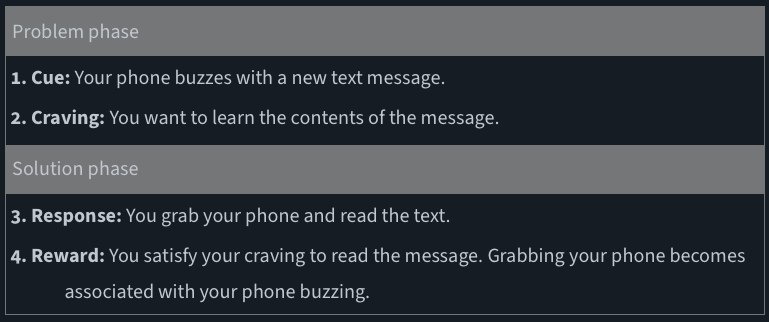 Problem phase
1. Cue: Your phone buzzes with a new text message.
2. Craving: You want to learn the contents of the message.
Solution phase
3. Response: You grab your phone and read the text.
4. Reward: You satisfy your craving to read the message. Grabbing your phone becomes
associated with your phone buzzing.